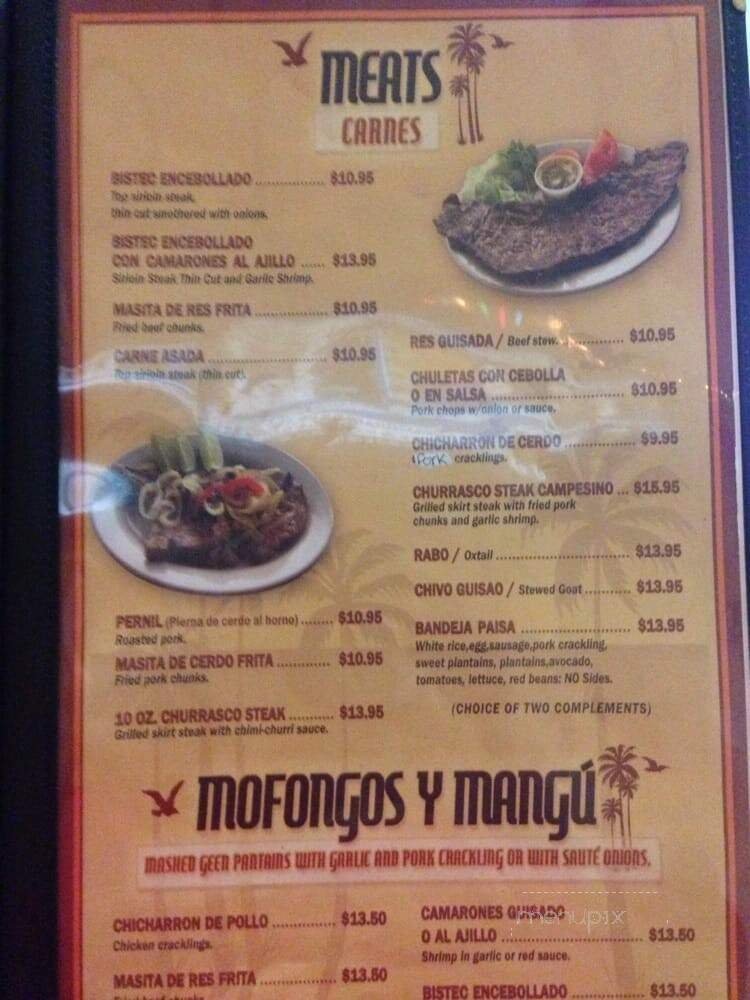 MEATS
CARNES
BISTEC ENCEBOLLADO ............... $10.95
Top sirloin steak,
thin cut smothered with onions.
BISTEC ENCEBOLLADO
CON CAMARONES AL AJILLO ...... $13.95
Sirloin Steak Thin Cut and Garlic Shrimp.
MASITA DE RES FRITA ............... $10.95
Fried beef chunks.
CARNE ASADA ....................... $10.95
Top sirloin steak (thin cut).
PERNIL (Pierna de cerdo al horno) ....... $10.95
Roasted pork.
MASITA DE CERDO FRITA ........... $10.95
Fried pork chunks.
10 OZ. CHURRASCO STEAK .......... $13.95
Grilled skirt steak with chimi-churri sauce.
RES GUISADA / Beef stew. ............ $10.95
CHULETAS CON CEBOLLA
O EN SALSA ......................... $10.95
Pork chops w/onion or sauce.
CHICHARRON DE CERDO ............... $9.95
Pork cracklings.
CHURRASCO STEAK CAMPESINO ... $15.95
Grilled skirt steak with fried pork
chunks and garlic shrimp.
RABO / Oxtail ............................. $13.95
CHIVO GUISAO / Stewed Goat ........... $13.95
BANDEJA PAISA ........................ $13.95
White rice,egg,sausage,pork crackling,
sweet plantains, plantains,avocado,
tomatoes, lettuce, red beans: NO Sides.
(CHOICE OF TWO COMPLEMENTS)
MOFONGOS Y MANGÚ
MASHED GEEN PANTAINS WITH GARLIC AND PORK CRACKLING OR WITH SAUTÉ ONIONS.
CHICHARRON DE POLLO .............. $13.50
Chicken cracklings.
MASITA DE RES FRITA ................ $13.50
Fried beef chunks.
CAMARONES GUISADO
O AL AJILLO .............................. $13.50
Shrimp in garlic or red sauce.
BISTEC ENCEBOLLADO ................ $13.50
menupix